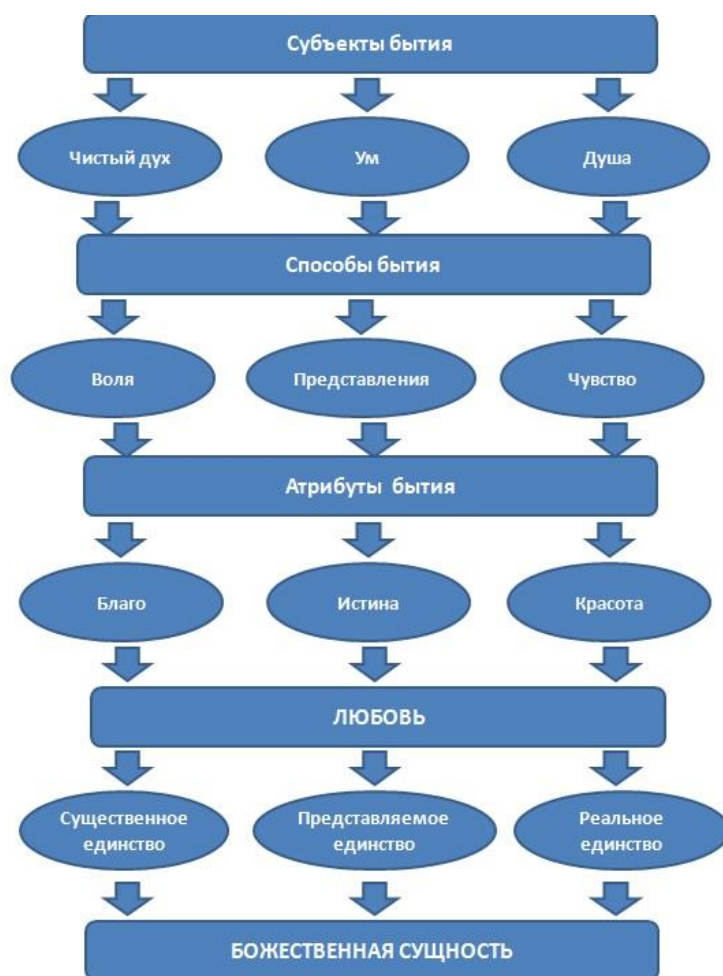 Субъекты бытия
Чистый дух
Ум
Душа
Способы бытия
Воля
Представления
Чувство
Атрибуты бытия
Благо
Истина
Красота
ЛЮБОВЬ
Существенное
единство
Представляемое
единство
Реальное
единство
БОЖЕСТВЕННАЯ СУЩНОСТЬ